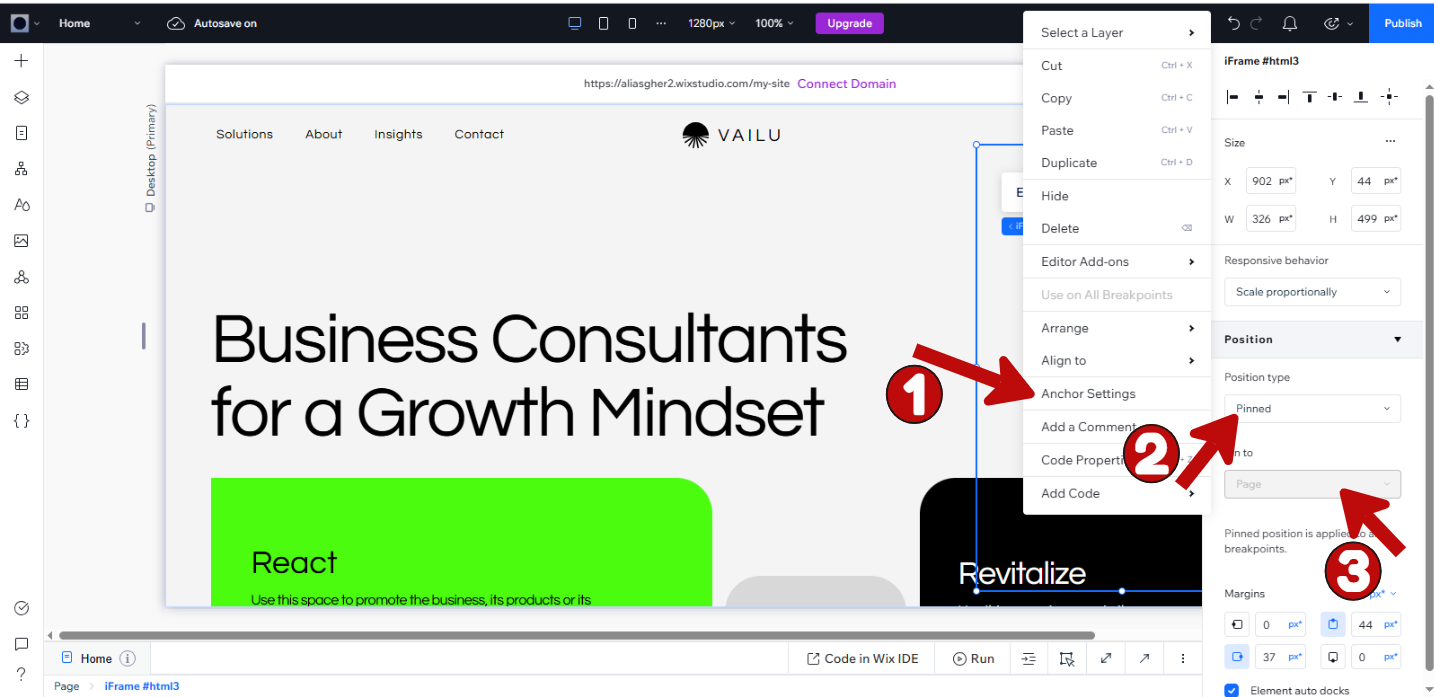 Home
Autosave on
1280px
100%
Upgrade
Publish
https://aliasgher2.wixstudio.com/my-site Connect Domain
Desktop (Primary)
Solutions About Insights Contact
VAILU
Business Consultants
for a Growth Mindset
React
Use this space to promote the business, its products or its
Revitalize
E
< iF
Select a Layer
Cut Ctrl + X
Copy Ctrl + C
Paste Ctrl + V
Duplicate Ctrl + D
Hide
Delete
Editor Add-ons
Use on All Breakpoints
Arrange
Align to
Anchor Settings
Add a Comment
Code Properti + Z
Add Code
1
2
3
iFrame #html3
Size
X 902 px* Y 44 px*
W 326 px* H 499 px*
Responsive behavior
Scale proportionally
Position
Position type
Pinned
n to
Page
Pinned position is applied to a
breakpoints.
Margins px*
0 px* 44 px*
37 px* 0 px*
Element auto docks
Home
Code in Wix IDE
Run
Page > iFrame #html3